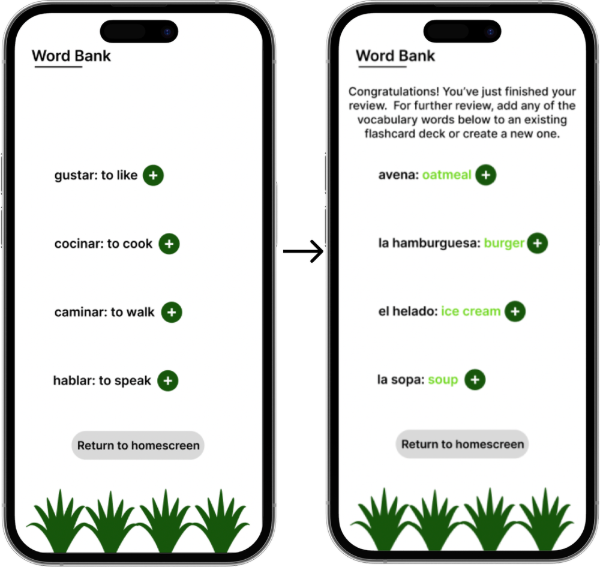 Word Bank
gustar: to like
cocinar: to cook
caminar: to walk
hablar: to speak
Return to homescreen
Word Bank
Congratulations! You've just finished your
review. For further review, add any of the
vocabulary words below to an existing
flashcard deck or create a new one.
avena: oatmeal
la hamburguesa: burger
el helado: ice cream
la sopa: soup
Return to homescreen